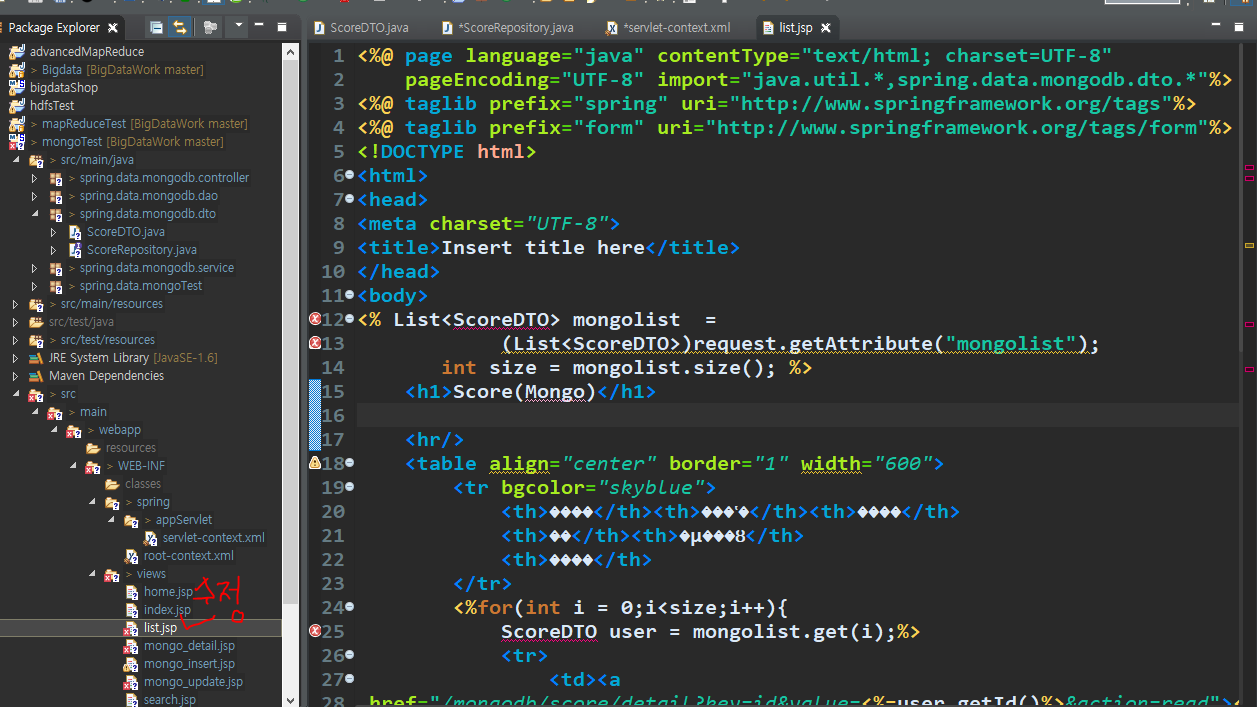 Package Explorer
ScoreDTO.java
*ScoreRepository.java
*servlet-context.xml
list.jsp
advancedMapReduce
> Bigdata [BigDataWork master]
bigdataShop
hdfsTest
> mapReduceTest [BigDataWork master]
> mongoTest [BigDataWork master]
> src/main/java
> spring.data.mongodb.controller
> spring.data.mongodb.dao
> spring.data.mongodb.dto
ScoreDTO.java
ScoreRepository.java
> spring.data.mongodb.service
> spring.data.mongoTest
> src/main/resources
src/test/java
> src/test/resources
JRE System Library [JavaSE-1.6]
Maven Dependencies
> src
> main
> webapp
resources
> WEB-INF
classes
> spring
> appServlet
servlet-context.xml
root-context.xml
> views
home.jsp 수정
index.jsp
list.jsp
mongo_detail.jsp
mongo_insert.jsp
mongo_update.jsp
search.jsp
1 <%@ page language="java" contentType="text/html; charset=UTF-8"
2 pageEncoding="UTF-8" import="java.util.*,spring.data.mongodb.dto.*"%>
3 <%@ taglib prefix="spring" uri="http://www.springframework.org/tags"%>
4 <%@ taglib prefix="form" uri="http://www.springframework.org/tags/form"%>
5 <!DOCTYPE html>
6 <html>
7 <head>
8 <meta charset="UTF-8">
9 <title>Insert title here</title>
10 </head>
11 <body>
12 <% List<ScoreDTO> mongolist =
13 (List<ScoreDTO>)request.getAttribute("mongolist");
14 int size = mongolist.size(); %>
15 <h1>Score(Mongo)</h1>
16
17 <hr/>
18 <table align="center" border="1" width="600">
19 <tr bgcolor="skyblue">
20 <th>����</th><th>���̵�</th><th>����</th>
21 <th>��</th><th>�μ���ȣ</th>
22 <th>����</th>
23 </tr>
24 <%for(int i = 0;i<size;i++){
25 ScoreDTO user = mongolist.get(i);%>
26 <tr>
27 <td><a
28 href="/mongodb/score/detail?key=id&value=<%=user.getId()%>&action=read"><